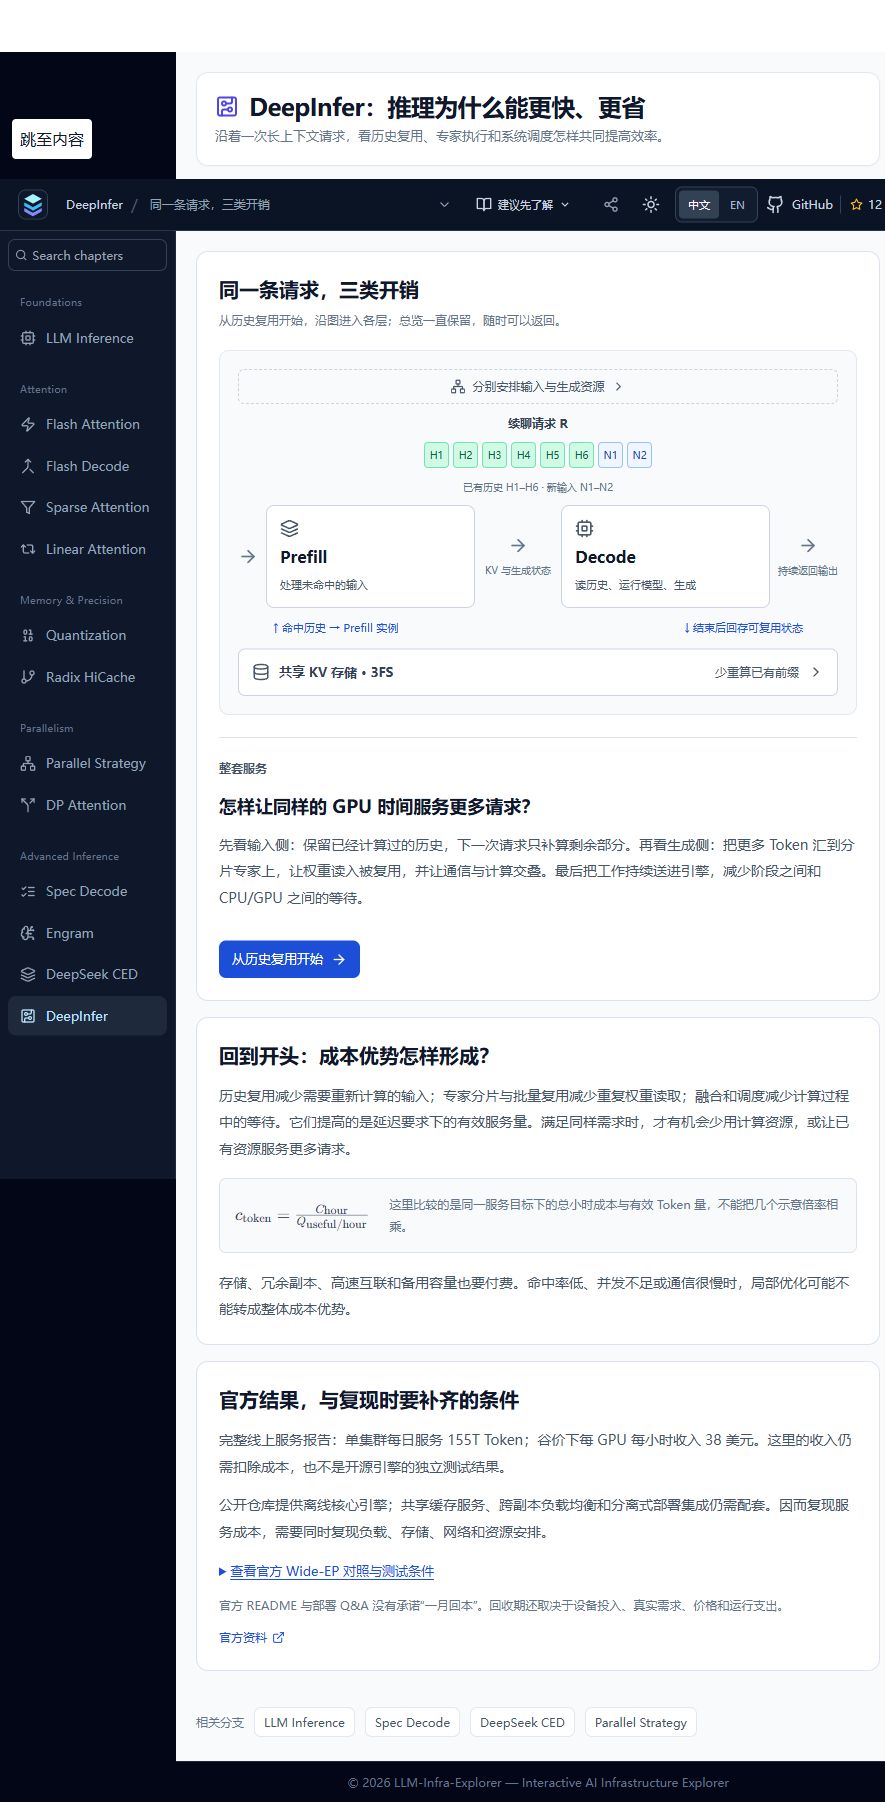 DeepInfer：推理为什么能更快、更省
沿着一次长上下文请求，看历史复用、专家执行和系统调度怎样共同提高效率。
跳至内容
DeepInfer / 同一条请求，三类开销
建议先了解
中文 EN
GitHub
12
Search chapters
Foundations
LLM Inference
Attention
Flash Attention
Flash Decode
Sparse Attention
Linear Attention
Memory & Precision
Quantization
Radix HiCache
Parallelism
Parallel Strategy
DP Attention
Advanced Inference
Spec Decode
Engram
DeepSeek CED
DeepInfer
同一条请求，三类开销
从历史复用开始，沿图进入各层；总览一直保留，随时可以返回。
分别安排输入与生成资源
续聊请求 R
H1 H2 H3 H4 H5 H6 N1 N2
已有历史 H1–H6 · 新输入 N1–N2
Prefill
处理未命中的输入
KV 与生成状态
Decode
读历史、运行模型、生成
持续返回输出
↑ 命中历史 → Prefill 实例
↓ 结束后回存可复用状态
共享 KV 存储 • 3FS
少重算已有前缀
整套服务
怎样让同样的 GPU 时间服务更多请求？
先看输入侧：保留已经计算过的历史，下一次请求只补算剩余部分。再看生成侧：把更多 Token 汇到分
片专家上，让权重读入被复用，并让通信与计算交叠。最后把工作持续送进引擎，减少阶段之间和
CPU/GPU 之间的等待。
从历史复用开始 →
回到开头：成本优势怎样形成？
历史复用减少需要重新计算的输入；专家分片与批量复用减少重复权重读取；融合和调度减少计算过程
中的等待。它们提高的是延迟要求下的有效服务量。满足同样需求时，才有机会少用计算资源，或让已
有资源服务更多请求。
c_token = C_hour / Q_useful/hour
这里比较的是同一服务目标下的总小时成本与有效 Token 量，不能把几个示意倍率相
乘。
存储、冗余副本、高速互联和备用容量也要付费。命中率低、并发不足或通信很慢时，局部优化可能不
能转成整体成本优势。
官方结果，与复现时要补齐的条件
完整线上服务报告：单集群每日服务 155T Token；谷价下每 GPU 每小时收入 38 美元。这里的收入仍
需扣除成本，也不是开源引擎的独立测试结果。
公开仓库提供离线核心引擎；共享缓存服务、跨副本负载均衡和分离式部署集成仍需配套。因而复现服
务成本，需要同时复现负载、存储、网络和资源安排。
▶ 查看官方 Wide-EP 对照与测试条件
官方 README 与部署 Q&A 没有承诺“一月回本”。回收期还取决于设备投入、真实需求、价格和运行支出。
官方资料
相关分支 LLM Inference Spec Decode DeepSeek CED Parallel Strategy
© 2026 LLM-Infra-Explorer — Interactive AI Infrastructure Explorer